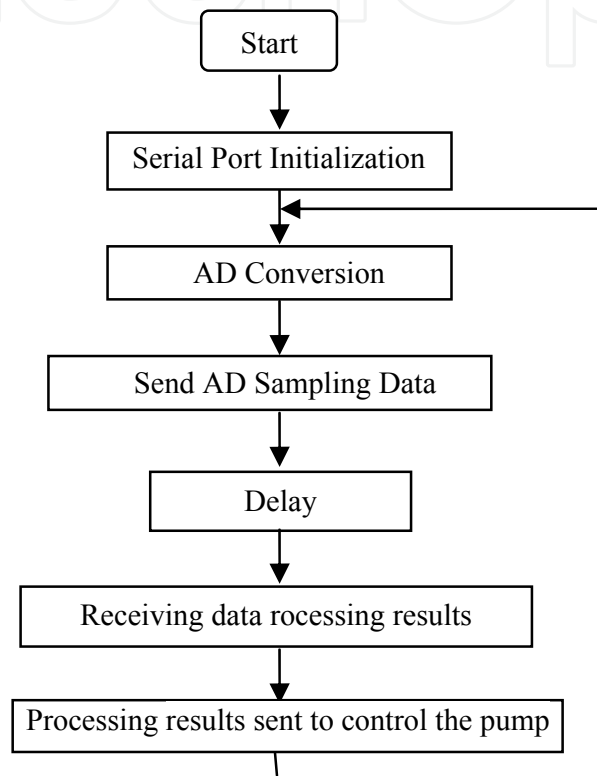 Start
Serial Port Initialization
AD Conversion
Send AD Sampling Data
Delay
Receiving data rocessing results
Processing results sent to control the pump